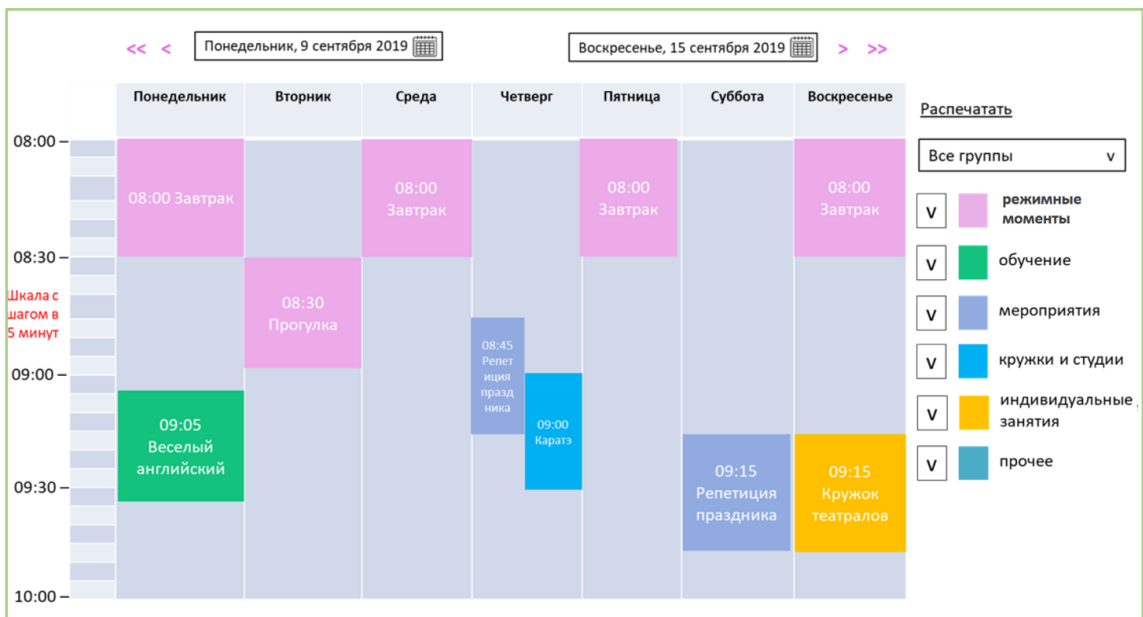 << < Понедельник, 9 сентября 2019 Воскресенье, 15 сентября 2019 > >>
Понедельник Вторник Среда Четверг Пятница Суббота Воскресенье
Распечатать
Все группы v
08:00
08:30
Шкала с
шагом в
5 минут
09:00
09:30
10:00
08:00 Завтрак
09:05
Веселый
английский
08:30
Прогулка
08:00
Завтрак
08:45
Репет
иция
празд
ника
09:00
Каратэ
08:00
Завтрак
09:15
Репетиция
праздника
08:00
Завтрак
09:15
Кружок
театралов
v режимные
моменты
v обучение
v мероприятия
v кружки и студии
v индивидуальные
занятия
v прочее